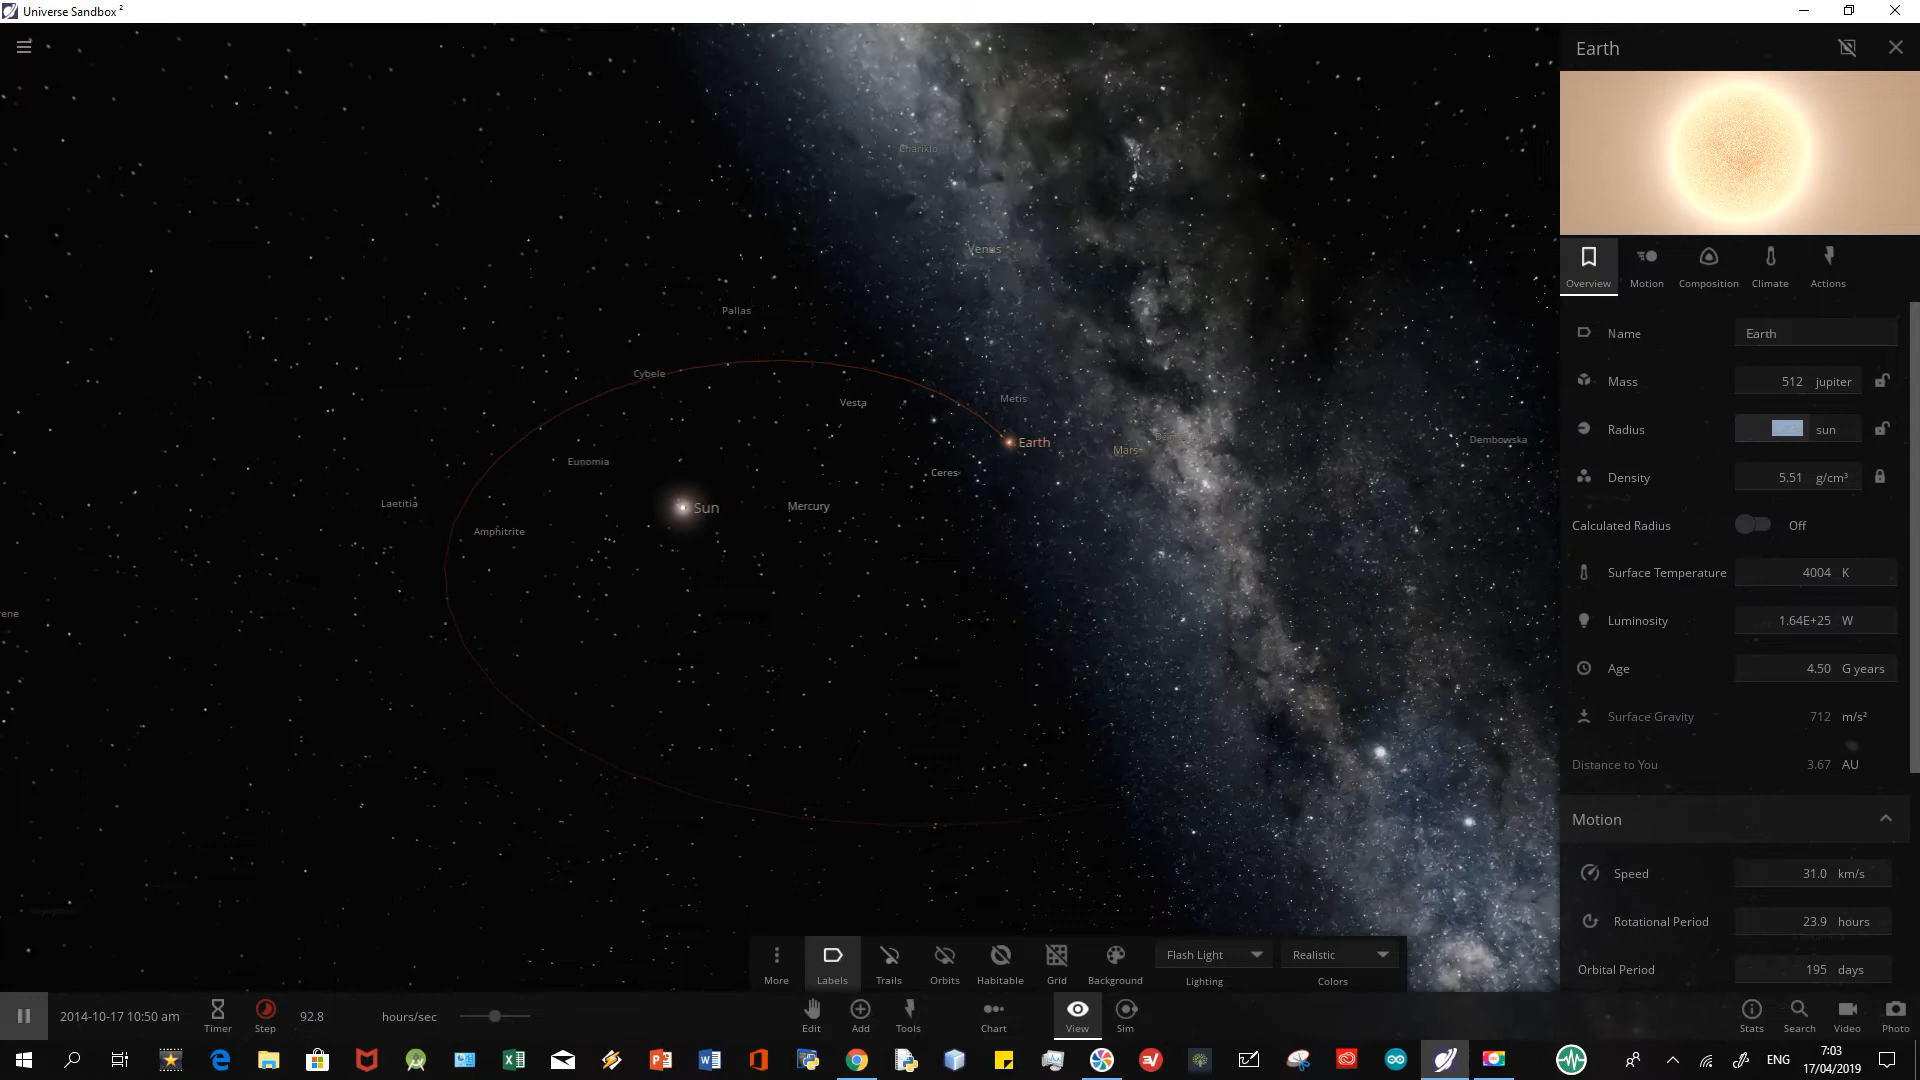 Universe Sandbox ²
Earth
Chariklo
Venus
Overview
Motion
Composition
Climate
Actions
Pallas
Name
Earth
Cybele
Mass
512 jupiter
Vesta
Metis
Radius
sun
Earth
Mars
Dembowska
Eunomia
Ceres
Density
5.51 g/cm³
Laetitia
Sun
Mercury
Amphitrite
Calculated Radius
Off
Surface Temperature
4004 K
ene
Luminosity
1.64E+25 W
Age
4.50 G years
Surface Gravity
712 m/s²
Distance to You
3.67 AU
Motion
Speed
31.0 km/s
Rotational Period
23.9 hours
Orbital Period
195 days
More
Labels
Trails
Orbits
Habitable
Grid
Background
Flash Light
Lighting
Realistic
Colors
2014-10-17 10:50 am
Timer
Step
92.8
hours/sec
Edit
Add
Tools
Chart
View
Sim
Stats
Search
Video
Photo
ENG
7:03
17/04/2019